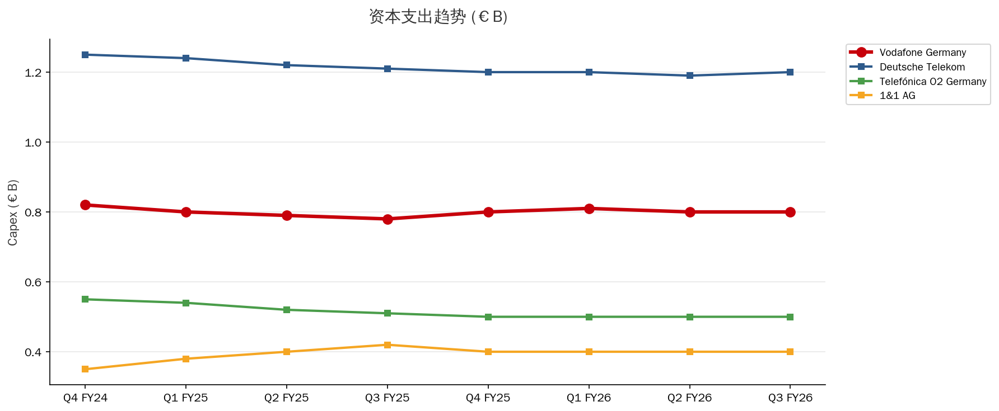 资本支出趋势 (€ B)
Capex (€ B)
1.2
1.0
0.8
0.6
0.4
Q4 FY24
Q1 FY25
Q2 FY25
Q3 FY25
Q4 FY25
Q1 FY26
Q2 FY26
Q3 FY26
Vodafone Germany
Deutsche Telekom
Telefónica O2 Germany
1&1 AG